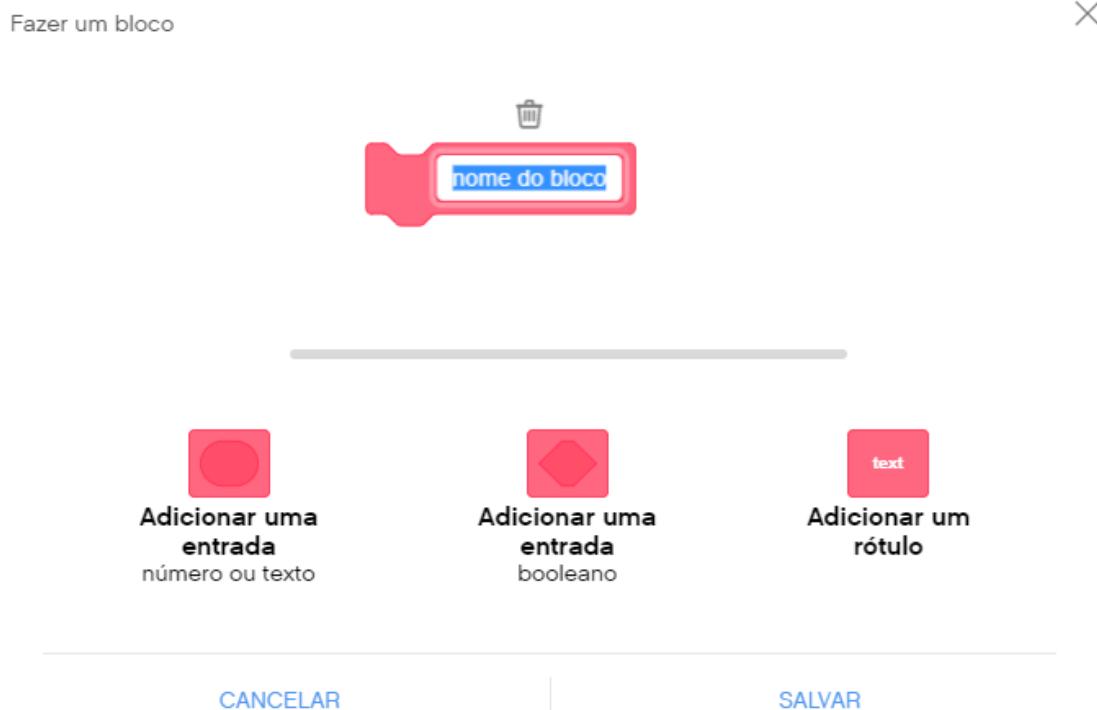 Fazer um bloco
nome do bloco
text
Adicionar uma
entrada
número ou texto
Adicionar uma
entrada
booleano
Adicionar um
rótulo
CANCELAR
SALVAR